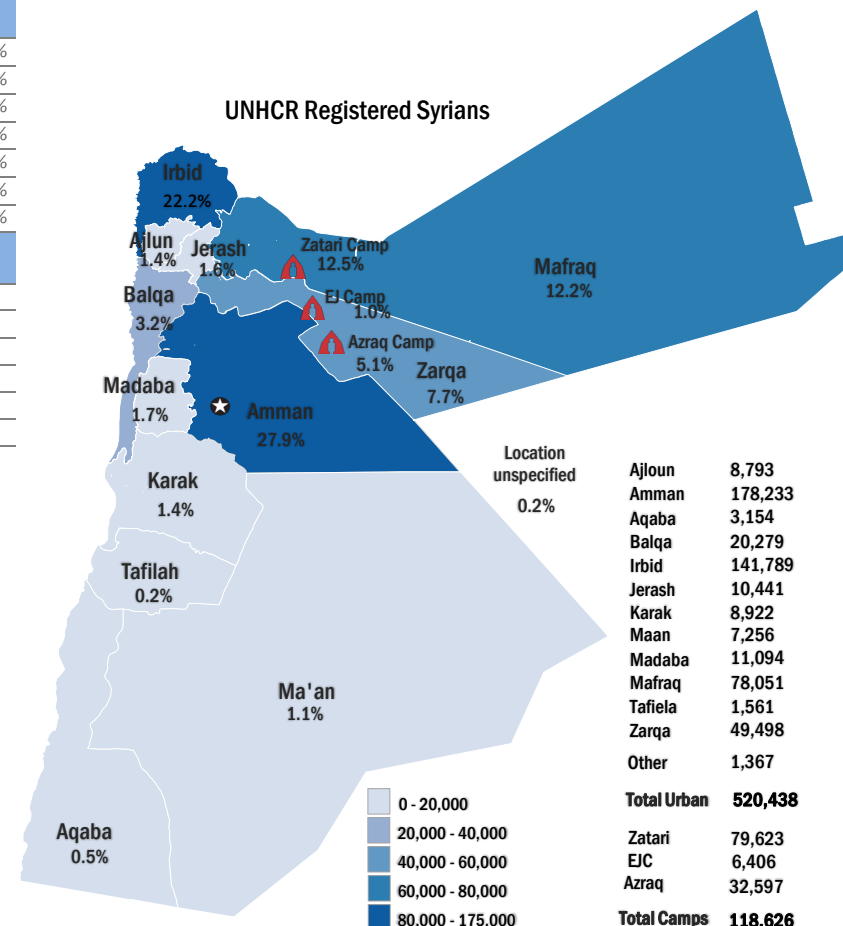 %
%
%
%
%
%
%
UNHCR Registered Syrians
Irbid
22.2%
Ajlun
1.4%
Jerash
1.6%
Zatari Camp
12.5%
Mafraq
12.2%
Balqa
3.2%
EJ Camp
1.0%
Azraq Camp
5.1%
Zarqa
7.7%
Madaba
1.7%
Amman
27.9%
Location
unspecified
0.2%
Karak
1.4%
Tafilah
0.2%
Ma'an
1.1%
Aqaba
0.5%
0 - 20,000
20,000 - 40,000
40,000 - 60,000
60,000 - 80,000
80,000 - 175,000
Ajloun 8,793
Amman 178,233
Aqaba 3,154
Balqa 20,279
Irbid 141,789
Jerash 10,441
Karak 8,922
Maan 7,256
Madaba 11,094
Mafraq 78,051
Tafiela 1,561
Zarqa 49,498
Other 1,367
Total Urban 520,438
Zatari 79,623
EJC 6,406
Azraq 32,597
Total Camps 118,626